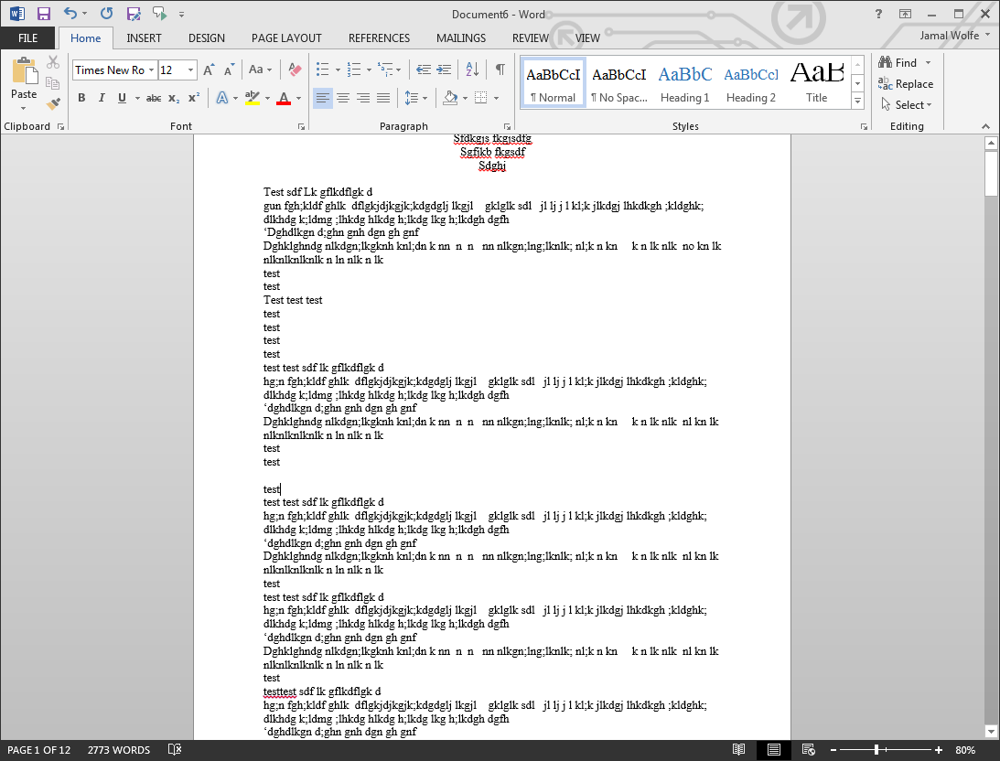 Document6 - Word
FILE Home INSERT DESIGN PAGE LAYOUT REFERENCES MAILINGS REVIEW VIEW Jamal Wolfe
Times New Ro 12 Aa
AaBbCcI AaBbCcI AaBbC AaBbCcI AaB
Find
Replace
Select
Paste
¶ Normal ¶ No Spac... Heading 1 Heading 2 Title
Clipboard Font Paragraph Styles Editing
Sfdkgjs fkgjsdfg
Sgfjkb fkgsdf
Sdghj
Test sdf Lk gflkdflgk d
gun fgh;kldf ghlk dflgkjdjkgjk;kdgdglj lkgjl gklglk sdl jl lj j l kl;k jlkdgj lhkdkgh ;kldghk;
dlkhdg k;ldmg ;lhkdg hlkdg h;lkdg lkg h;lkdgh dgfh
‘Dghdlkgn d;ghn gnh dgn gh gnf
Dghklghndg nlkdgn;lkgknh knl;dn k nn n n nn nlkgn;lng;lknlk; nl;k n kn k n lk nlk no kn lk
nlknlknlknlk n ln nlk n lk
test
test
Test test test
test
test
test
test
test test sdf lk gflkdflgk d
hg;n fgh;kldf ghlk dflgkjdjkgjk;kdgdglj lkgjl gklglk sdl jl lj j l kl;k jlkdgj lhkdkgh ;kldghk;
dlkhdg k;ldmg ;lhkdg hlkdg h;lkdg lkg h;lkdgh dgfh
‘dghdlkgn d;ghn gnh dgn gh gnf
Dghklghndg nlkdgn;lkgknh knl;dn k nn n n nn nlkgn;lng;lknlk; nl;k n kn k n lk nlk nl kn lk
nlknlknlknlk n ln nlk n lk
test
test
test
test test sdf lk gflkdflgk d
hg;n fgh;kldf ghlk dflgkjdjkgjk;kdgdglj lkgjl gklglk sdl jl lj j l kl;k jlkdgj lhkdkgh ;kldghk;
dlkhdg k;ldmg ;lhkdg hlkdg h;lkdg lkg h;lkdgh dgfh
‘dghdlkgn d;ghn gnh dgn gh gnf
Dghklghndg nlkdgn;lkgknh knl;dn k nn n n nn nlkgn;lng;lknlk; nl;k n kn k n lk nlk nl kn lk
nlknlknlknlk n ln nlk n lk
test
test test sdf lk gflkdflgk d
hg;n fgh;kldf ghlk dflgkjdjkgjk;kdgdglj lkgjl gklglk sdl jl lj j l kl;k jlkdgj lhkdkgh ;kldghk;
dlkhdg k;ldmg ;lhkdg hlkdg h;lkdg lkg h;lkdgh dgfh
‘dghdlkgn d;ghn gnh dgn gh gnf
Dghklghndg nlkdgn;lkgknh knl;dn k nn n n nn nlkgn;lng;lknlk; nl;k n kn k n lk nlk nl kn lk
nlknlknlknlk n ln nlk n lk
test
testtest sdf lk gflkdflgk d
hg;n fgh;kldf ghlk dflgkjdjkgjk;kdgdglj lkgjl gklglk sdl jl lj j l kl;k jlkdgj lhkdkgh ;kldghk;
dlkhdg k;ldmg ;lhkdg hlkdg h;lkdg lkg h;lkdgh dgfh
‘dghdlkgn d;ghn gnh dgn gh gnf
PAGE 1 OF 12 2773 WORDS 80%